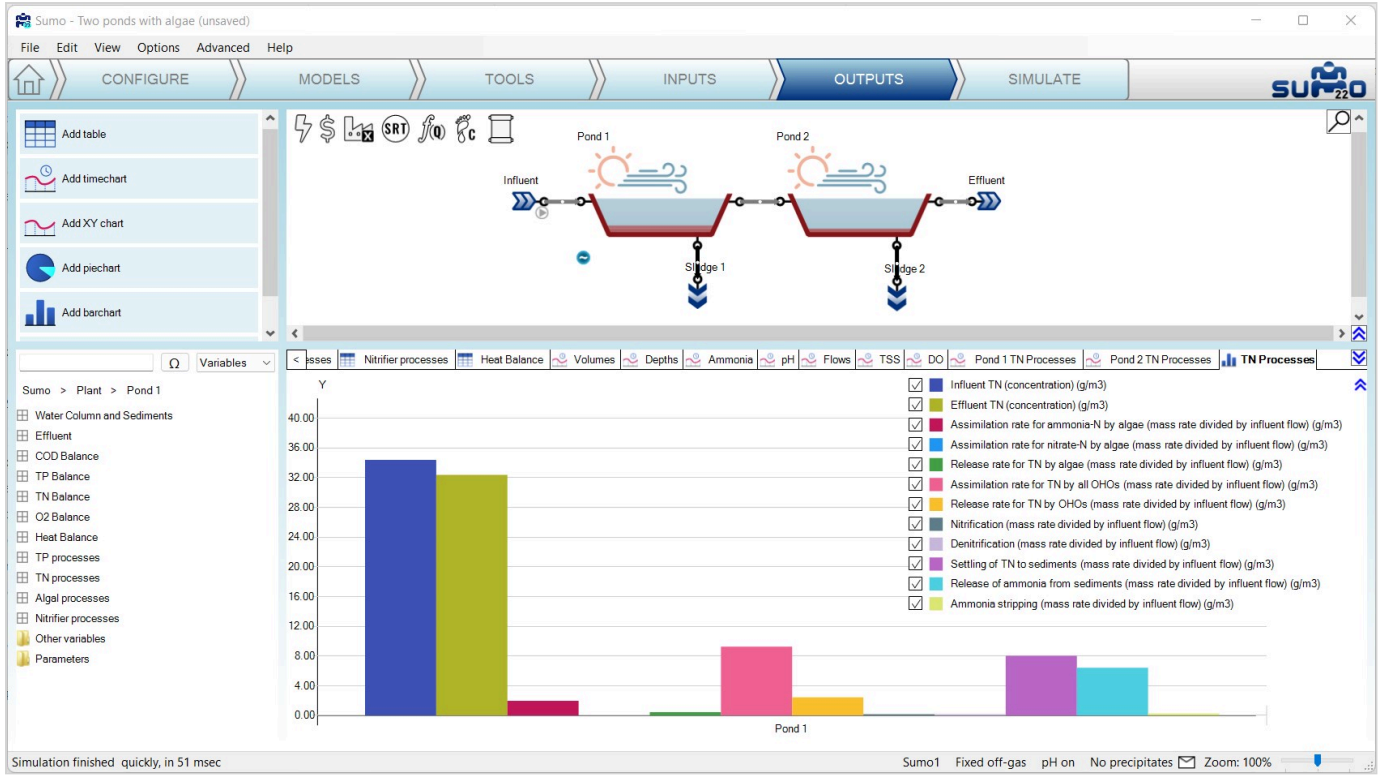 Sumo - Two ponds with algae (unsaved)
File Edit View Options Advanced Help
CONFIGURE MODELS TOOLS INPUTS OUTPUTS SIMULATE
SUMO 22
Add table
Add timechart
Add XY chart
Add piechart
Add barchart
$ SRT f(Q) C
Pond 1 Pond 2
Influent Effluent
Sludge 1 Sludge 2
Ω Variables
Sumo > Plant > Pond 1
Water Column and Sediments
Effluent
COD Balance
TP Balance
TN Balance
O2 Balance
Heat Balance
TP processes
TN processes
Algal processes
Nitrifier processes
Other variables
Parameters
< esses Nitrifier processes Heat Balance Volumes Depths Ammonia pH Flows TSS DO Pond 1 TN Processes Pond 2 TN Processes TN Processes
Y
40.00
36.00
32.00
28.00
24.00
20.00
16.00
12.00
8.00
4.00
0.00
Pond 1
Influent TN (concentration) (g/m3)
Effluent TN (concentration) (g/m3)
Assimilation rate for ammonia-N by algae (mass rate divided by influent flow) (g/m3)
Assimilation rate for nitrate-N by algae (mass rate divided by influent flow) (g/m3)
Release rate for TN by algae (mass rate divided by influent flow) (g/m3)
Assimilation rate for TN by all OHOs (mass rate divided by influent flow) (g/m3)
Release rate for TN by OHOs (mass rate divided by influent flow) (g/m3)
Nitrification (mass rate divided by influent flow) (g/m3)
Denitrification (mass rate divided by influent flow) (g/m3)
Settling of TN to sediments (mass rate divided by influent flow) (g/m3)
Release of ammonia from sediments (mass rate divided by influent flow) (g/m3)
Ammonia stripping (mass rate divided by influent flow) (g/m3)
Simulation finished quickly, in 51 msec
Sumo1 Fixed off-gas pH on No precipitates Zoom: 100%